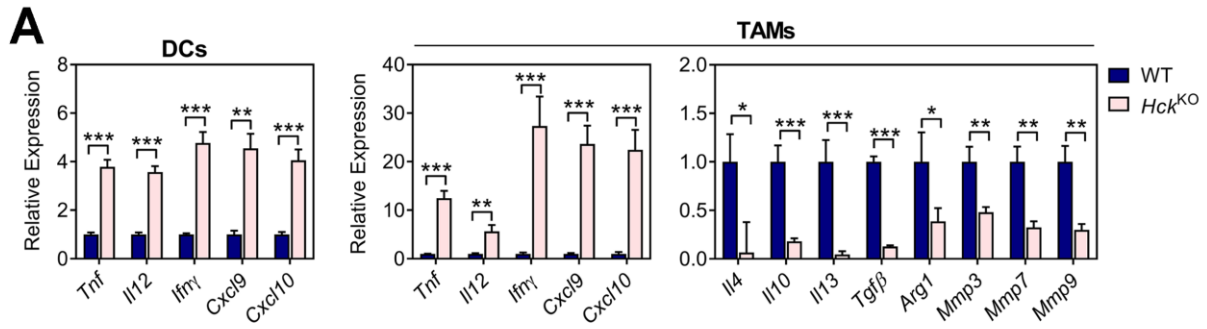 A
DCs
TAMs
Relative Expression
8
6
4
2
0
*** *** *** ** ***
Tnf Il12 Ifnγ Cxcl9 Cxcl10
Relative Expression
40
30
20
10
0
*** ** *** *** ***
Tnf Il12 Ifnγ Cxcl9 Cxcl10
2.0
1.5
1.0
0.5
0.0
* *** *** *** * ** ** **
Il4 Il10 Il13 Tgfβ Arg1 Mmp3 Mmp7 Mmp9
WT
HckKO